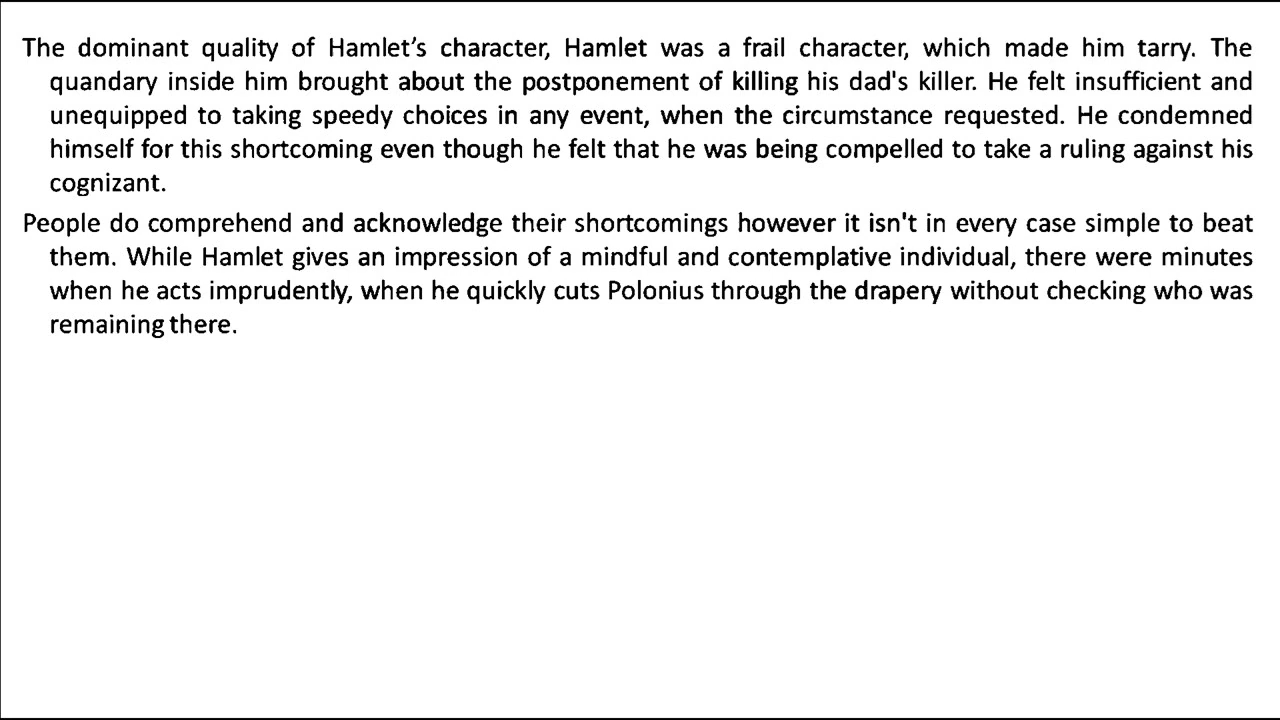 The dominant quality of Hamlet’s character, Hamlet was a frail character, which made him tarry. The
quandary inside him brought about the postponement of killing his dad's killer. He felt insufficient and
unequipped to taking speedy choices in any event, when the circumstance requested. He condemned
himself for this shortcoming even though he felt that he was being compelled to take a ruling against his
cognizant.
People do comprehend and acknowledge their shortcomings however it isn't in every case simple to beat
them. While Hamlet gives an impression of a mindful and contemplative individual, there were minutes
when he acts imprudently, when he quickly cuts Polonius through the drapery without checking who was
remaining there.